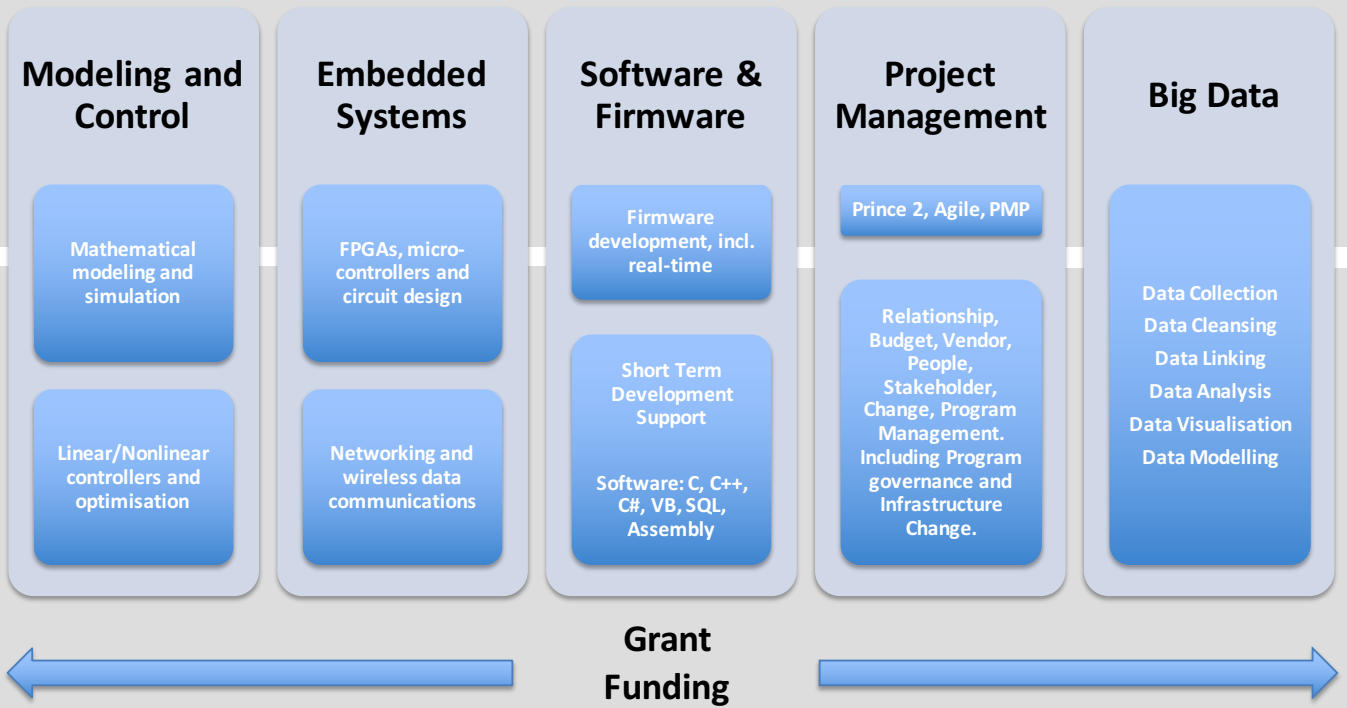 Modeling and
Control
Mathematical
modeling and
simulation
Linear/Nonlinear
controllers and
optimisation
Embedded
Systems
FPGAs, micro-
controllers and
circuit design
Networking and
wireless data
communications
Software &
Firmware
Firmware
development, incl.
real-time
Short Term
Development
Support
Software: C, C++,
C#, VB, SQL,
Assembly
Project
Management
Prince 2, Agile, PMP
Relationship,
Budget, Vendor,
People,
Stakeholder,
Change, Program
Management.
Including Program
governance and
Infrastructure
Change.
Big Data
Data Collection
Data Cleansing
Data Linking
Data Analysis
Data Visualisation
Data Modelling
Grant
Funding